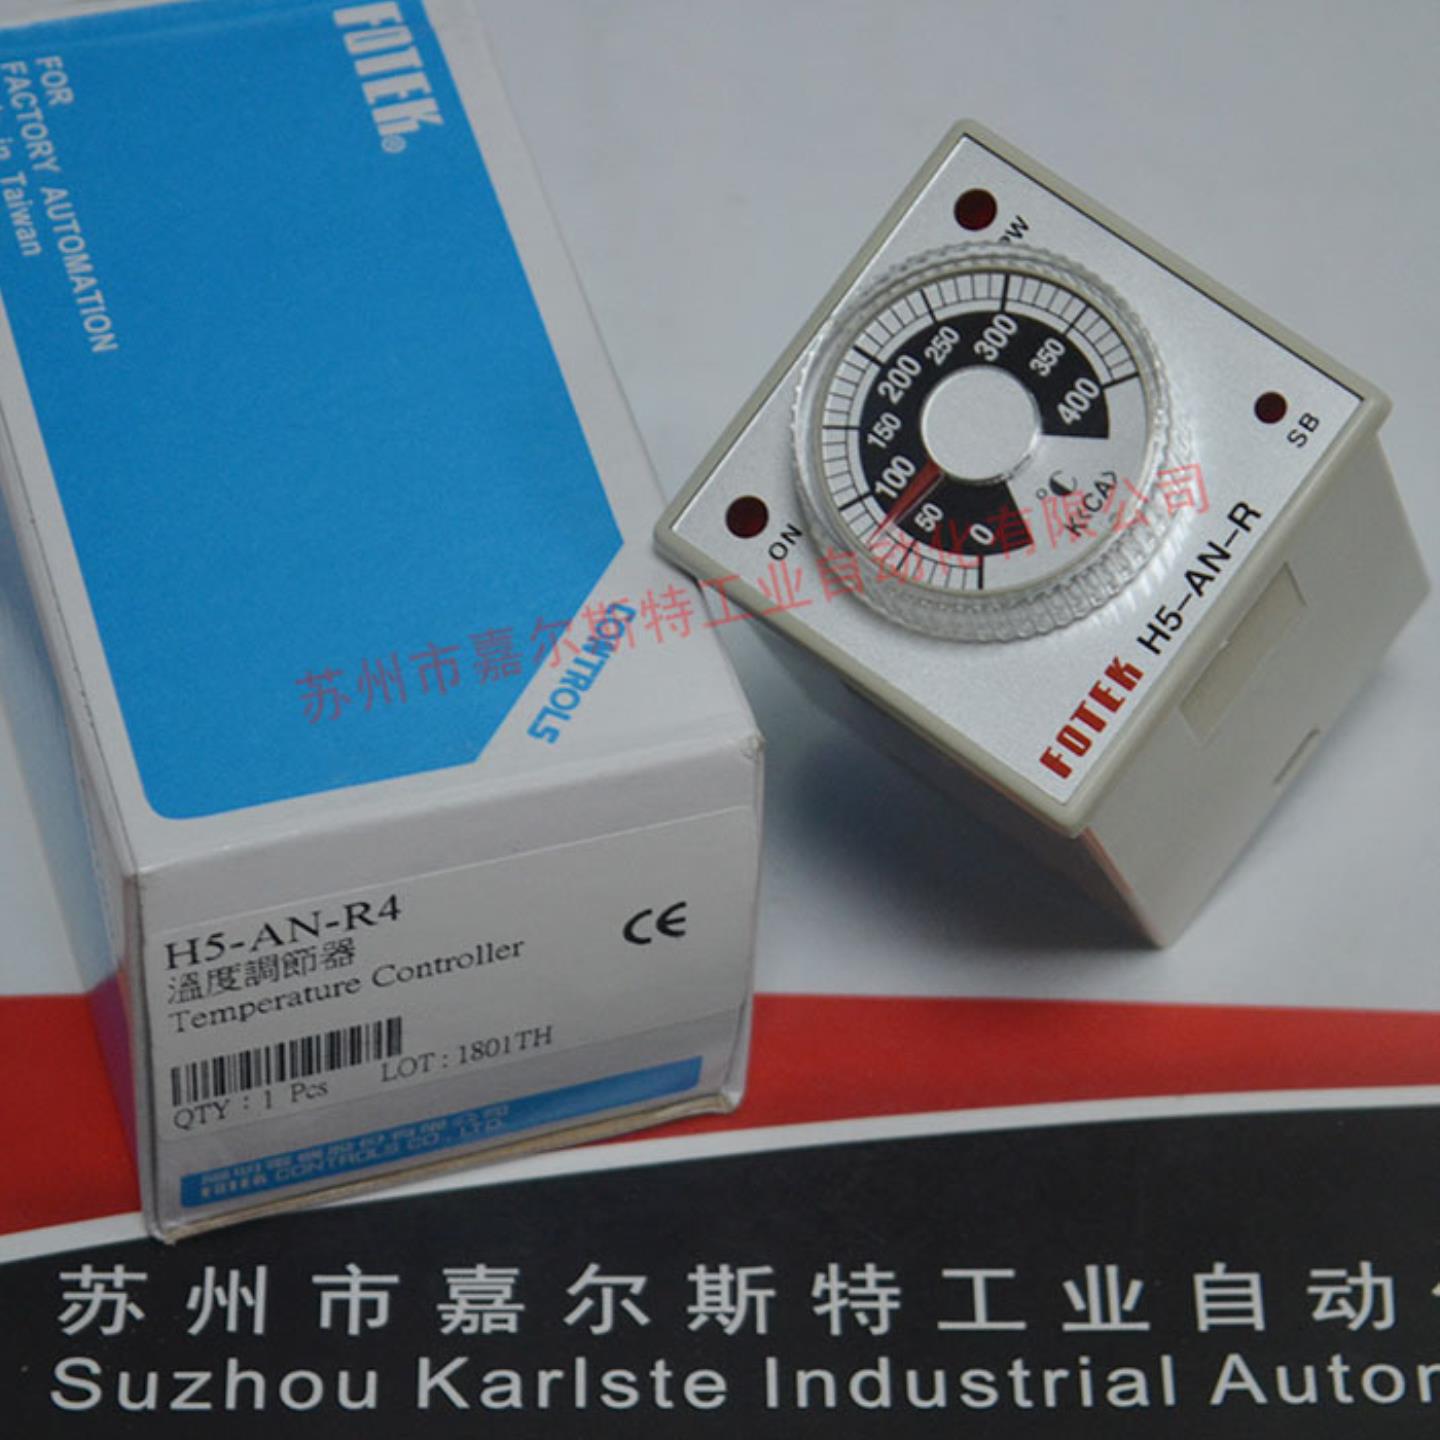 FOTEK®
FOR
FACTORY AUTOMATION
in Taiwan
CONTROLS
H5-AN-R4
溫度調節器
Temperature Controller
CE
QTY : 1 Pcs
LOT : 1801TH
FOTEK CONTROLS CO., LTD.
PW
ON
SB
0
50
100
150
200
250
300
350
400
°C
K(CA)
FOTEK H5-AN-R
苏州市嘉尔斯特工业自动化有限公司
苏州市嘉尔斯特工业自动
Suzhou Karlste Industrial Autom